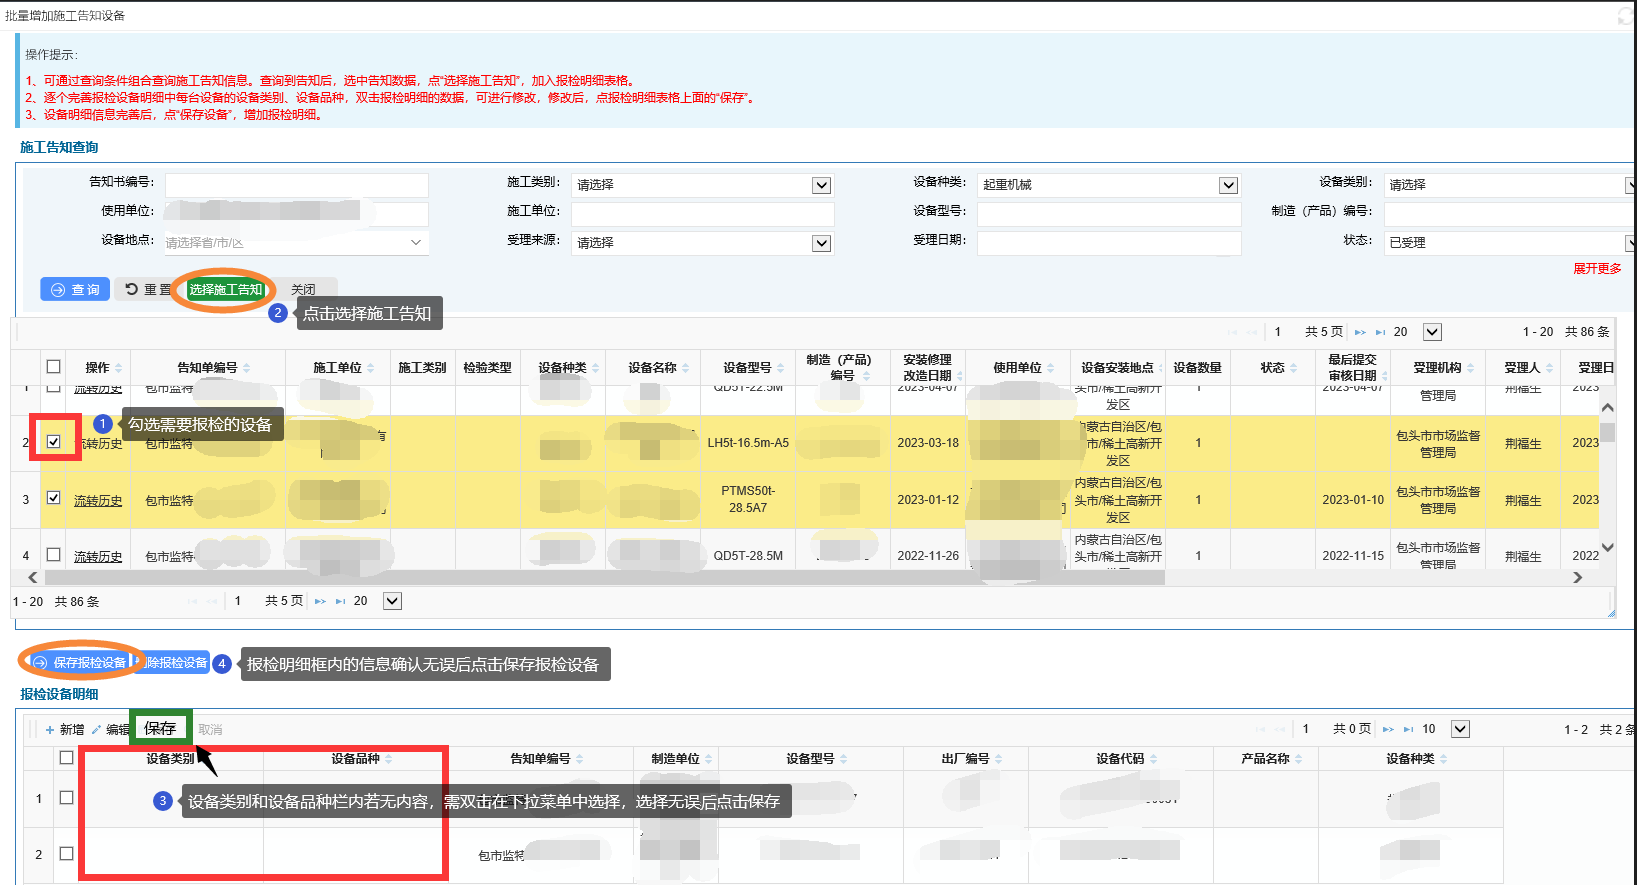 批量增加施工告知设备
操作提示：
1、可通过查询条件组合查询施工告知信息。查询到告知后，选中告知数据，点“选择施工告知”，加入报检明细表格。
2、逐个完善报检设备明细中每台设备的设备类别、设备品种，双击报检明细的数据，可进行修改，修改后，点报检明细表格上面的“保存”。
3、设备明细信息完善后，点“保存设备”，增加报检明细。
施工告知查询
告知书编号： 施工类别： 请选择 设备种类： 起重机械 设备类别： 请选择
使用单位： 施工单位： 设备型号： 制造（产品）编号：
设备地点： 请选择省/市/区 受理来源： 请选择 受理日期： 状态： 已受理
展开更多
查询 重置 选择施工告知 关闭
2 点击选择施工告知
1 共5页 20 1 - 20 共86条
操作 告知单编号 施工单位 施工类别 检验类型 设备种类 设备名称 设备型号 制造（产品）编号 安装修理改造日期 使用单位 设备安装地点 设备数量 状态 最后提交审核日期 受理机构 受理人 受理日
1 流转历史 包市监特 QD5T-22.5M 2023-04-07 头市/稀土高新开发区 2023-04-07 管理局
1 勾选需要报检的设备
2 流转历史 包市监特 有 LH5t-16.5m-A5 2023-03-18 内蒙古自治区/包头市/稀土高新开发区 1 包头市市场监督管理局 荆福生 2023
3 流转历史 包市监特 PTMS50t-28.5A7 2023-01-12 内蒙古自治区/包头市/稀土高新开发区 1 2023-01-10 包头市市场监督管理局 荆福生 2023
4 流转历史 包市监特 QD5T-28.5M 2022-11-26 内蒙古自治区/包头市/稀土高新开 1 2022-11-15 包头市市场监督管理局 荆福生 2022
1 - 20 共86条 1 共5页 20
保存报检设备 删除报检设备
4 报检明细框内的信息确认无误后点击保存报检设备
报检设备明细
新增 编辑 保存 取消 1 共0页 10 1 - 2 共2条
设备类别 设备品种 告知单编号 制造单位 设备型号 出厂编号 设备代码 产品名称 设备种类
1
3 设备类别和设备品种栏内若无内容，需双击在下拉菜单中选择，选择无误后点击保存
2 包市监特